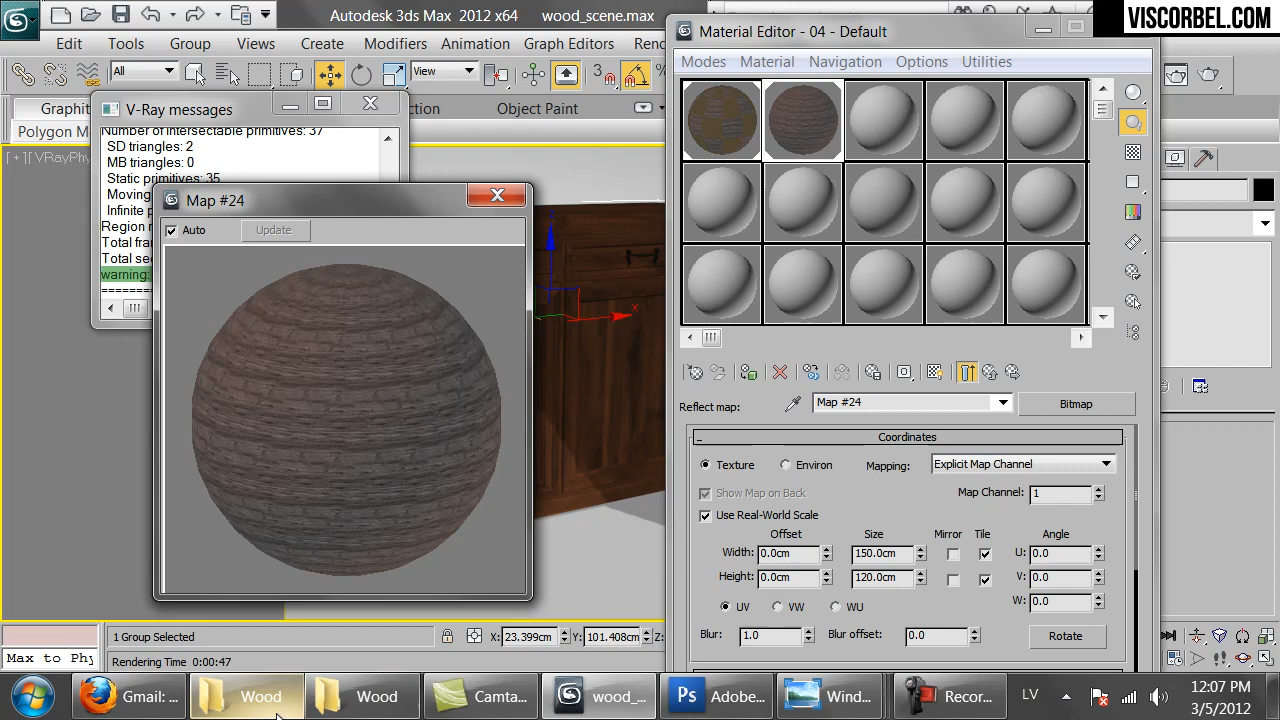 Autodesk 3ds Max 2012 x64 wood_scene.max
VISCORBEL.COM
Edit Tools Group Views Create Modifiers Animation Graph Editors
Material Editor - 04 - Default
Modes Material Navigation Options Utilities
All
View
3
Object Paint
V-Ray messages
Number of intersectable primitives: 37
SD triangles: 2
MB triangles: 0
Static primitives: 35
Moving
Infinite
Region
Total
Total
warning:
Map #24
Auto Update
x
Reflect map: Map #24 Bitmap
Coordinates
Texture Environ Mapping: Explicit Map Channel
Show Map on Back Map Channel: 1
Use Real-World Scale
Offset Size Mirror Tile Angle
Width: 0.0cm 150.0cm U: 0.0
Height: 0.0cm 120.0cm V: 0.0
W: 0.0
UV VW WU
Blur: 1.0 Blur offset: 0.0 Rotate
1 Group Selected X: 23.399cm Y: 101.408cm Z:
Max to Phy
Rendering Time 0:00:47
Gmail: ... Wood Wood Camta... wood_... Adobe... Wind... Recor... LV 12:07 PM
3/5/2012